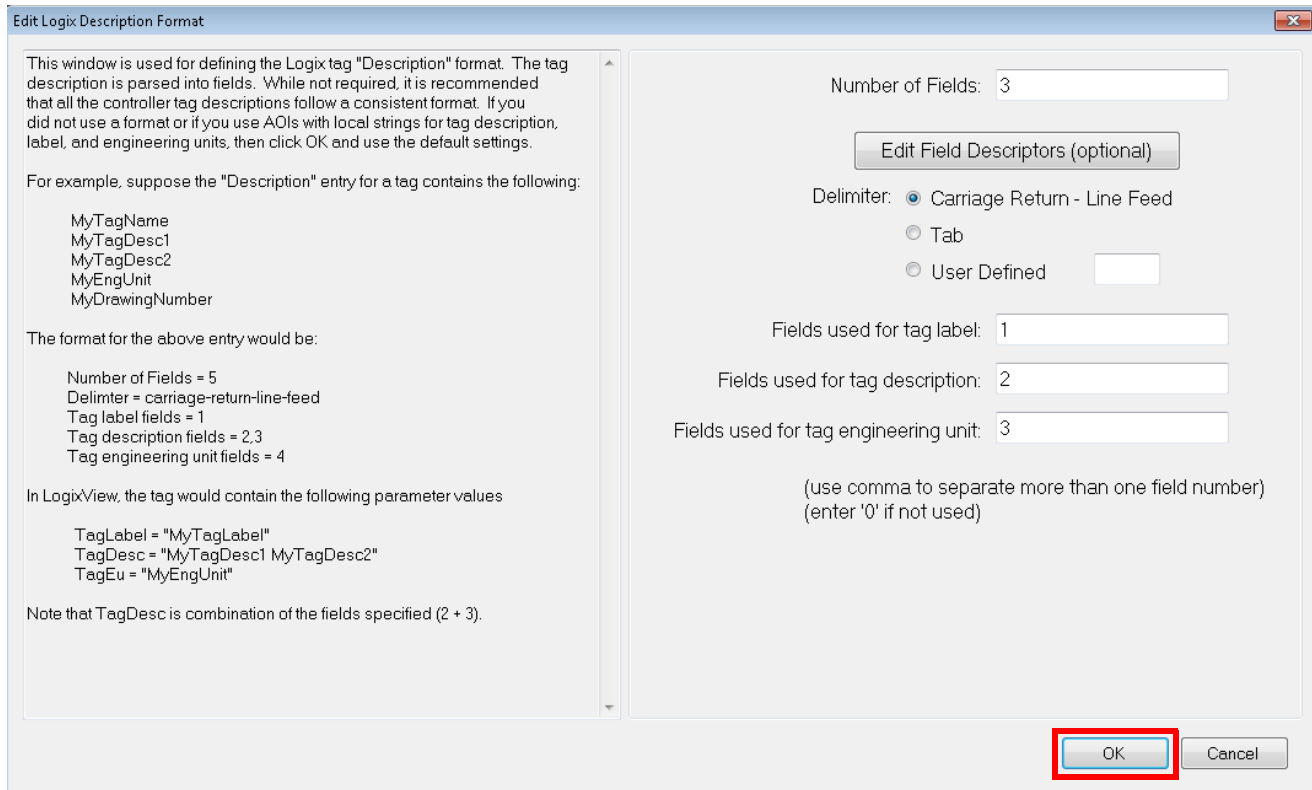 Edit Logix Description Format
This window is used for defining the Logix tag "Description" format. The tag
description is parsed into fields. While not required, it is recommended
that all the controller tag descriptions follow a consistent format. If you
did not use a format or if you use AOIs with local strings for tag description,
label, and engineering units, then click OK and use the default settings.
For example, suppose the "Description" entry for a tag contains the following:
MyTagName
MyTagDesc1
MyTagDesc2
MyEngUnit
MyDrawingNumber
The format for the above entry would be:
Number of Fields = 5
Delimter = carriage-return-line-feed
Tag label fields = 1
Tag description fields = 2,3
Tag engineering unit fields = 4
In LogixView, the tag would contain the following parameter values
TagLabel = "MyTagLabel"
TagDesc = "MyTagDesc1 MyTagDesc2"
TagEu = "MyEngUnit"
Note that TagDesc is combination of the fields specified (2 + 3).
Number of Fields: 3
Edit Field Descriptors (optional)
Delimiter: Carriage Return - Line Feed
Tab
User Defined
Fields used for tag label: 1
Fields used for tag description: 2
Fields used for tag engineering unit: 3
(use comma to separate more than one field number)
(enter '0' if not used)
OK Cancel